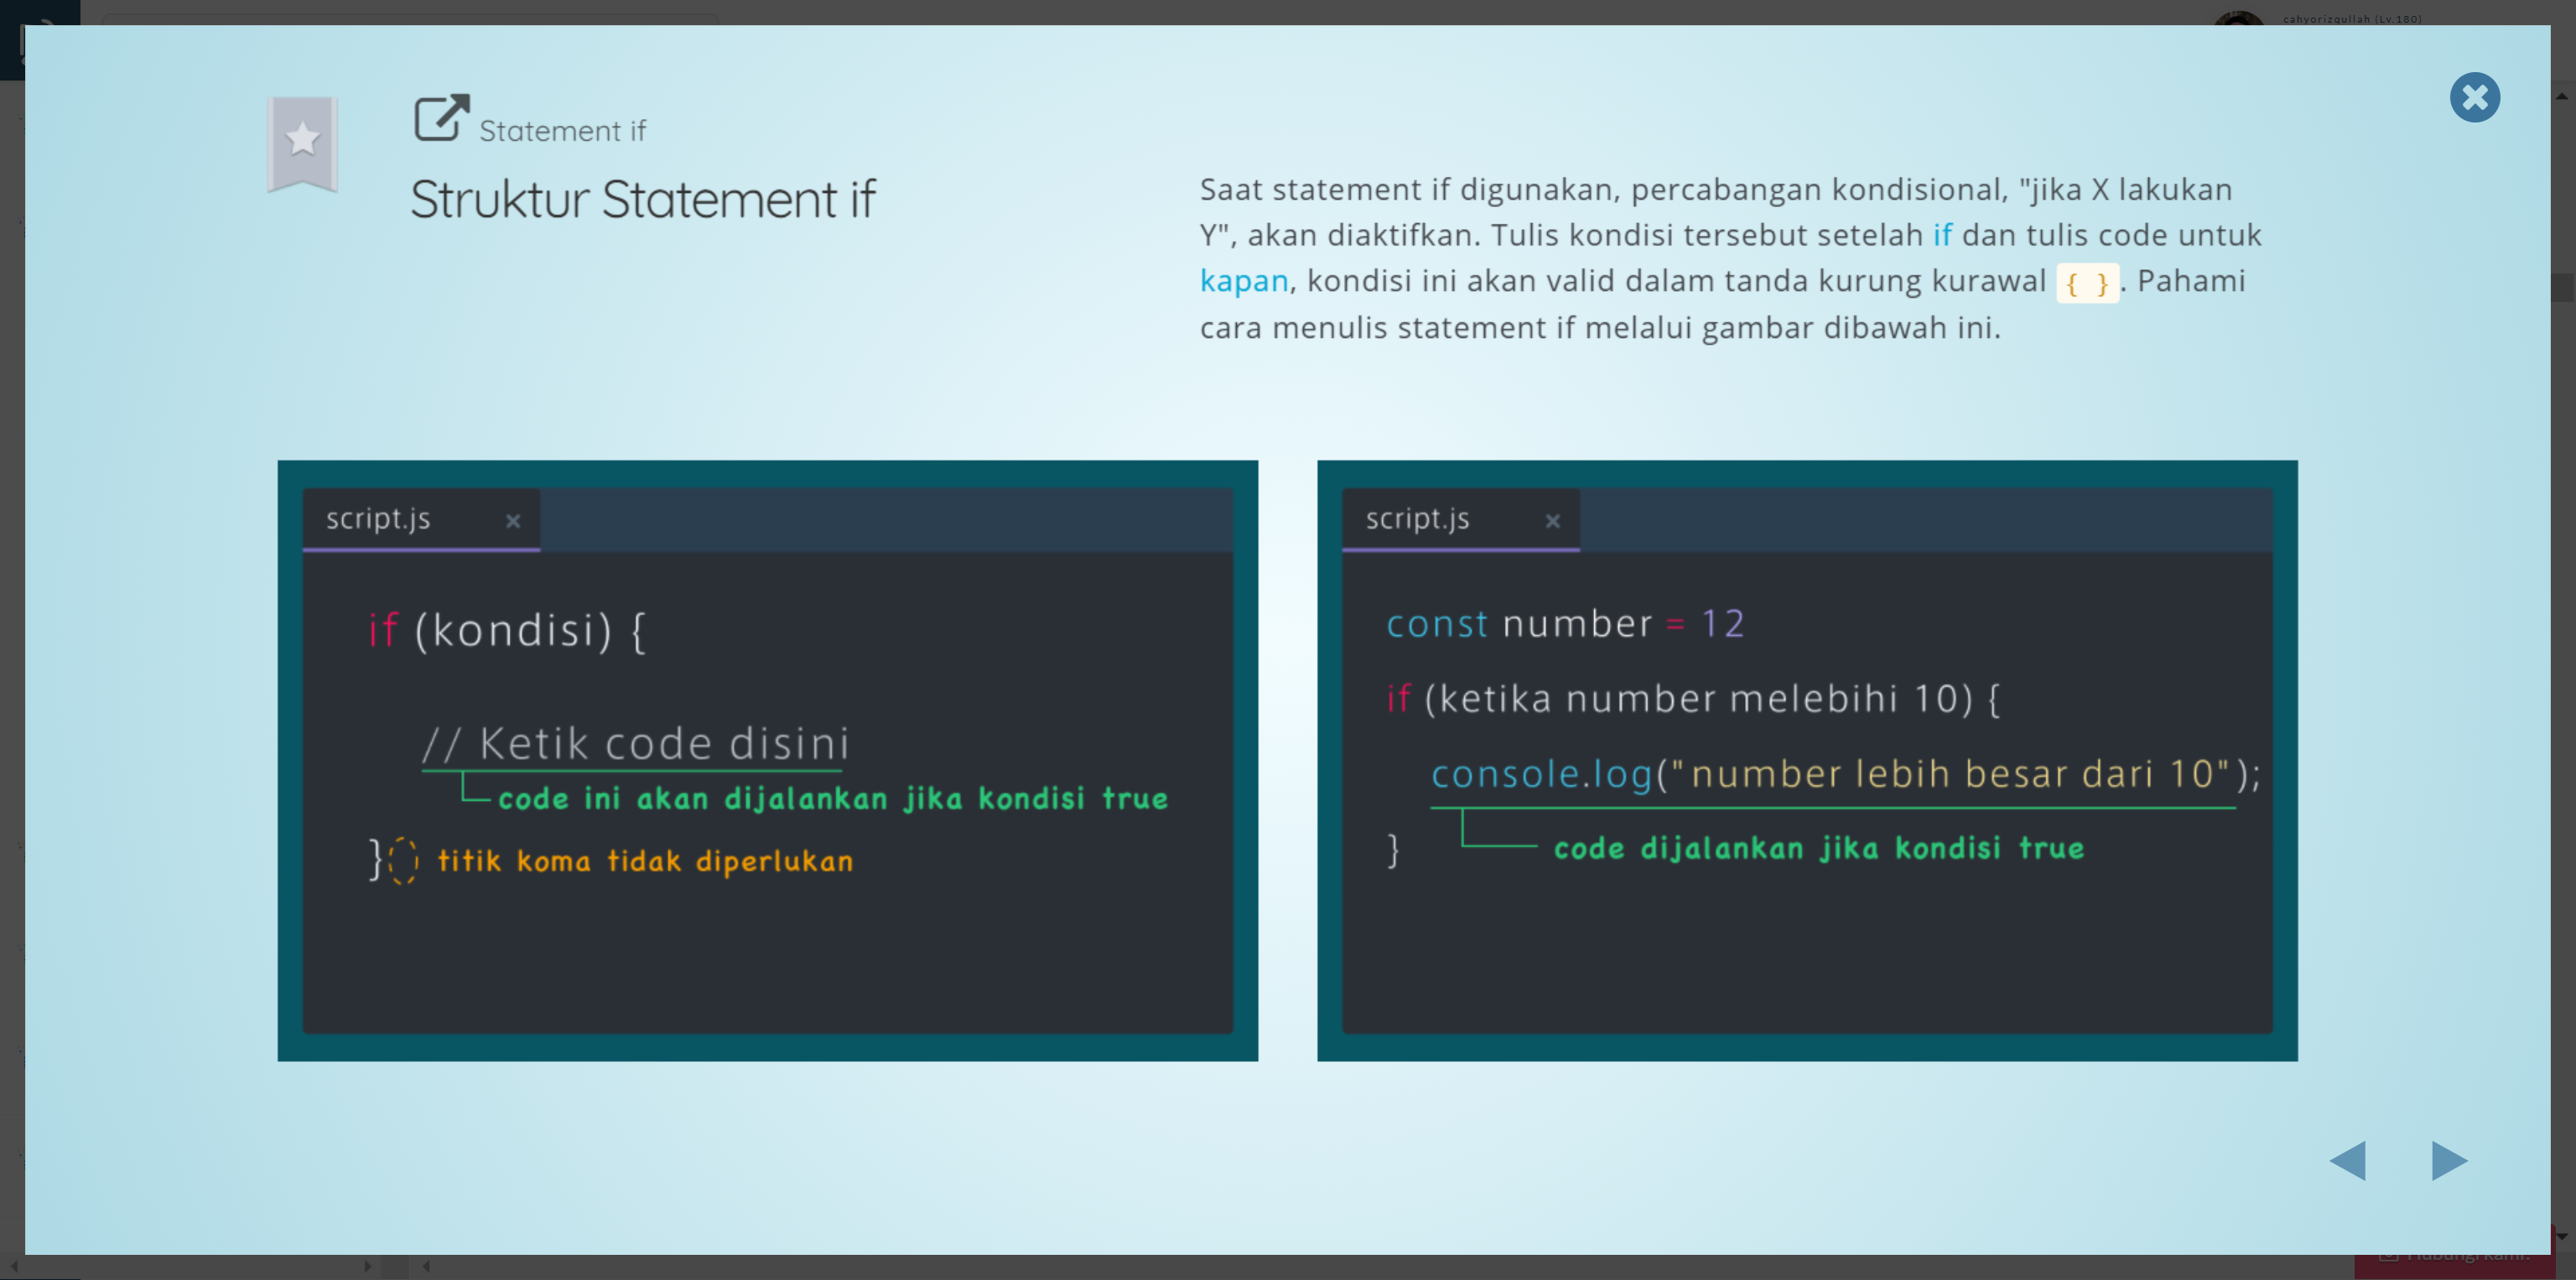 cahyorizqullah (Lv.180)
Statement if
Struktur Statement if
Saat statement if digunakan, percabangan kondisional, "jika X lakukan
Y", akan diaktifkan. Tulis kondisi tersebut setelah if dan tulis code untuk
kapan, kondisi ini akan valid dalam tanda kurung kurawal { }. Pahami
cara menulis statement if melalui gambar dibawah ini.
script.js ×
if (kondisi) {
// Ketik code disini
code ini akan dijalankan jika kondisi true
} titik koma tidak diperlukan
script.js ×
const number = 12
if (ketika number melebihi 10) {
console.log("number lebih besar dari 10");
code dijalankan jika kondisi true
}